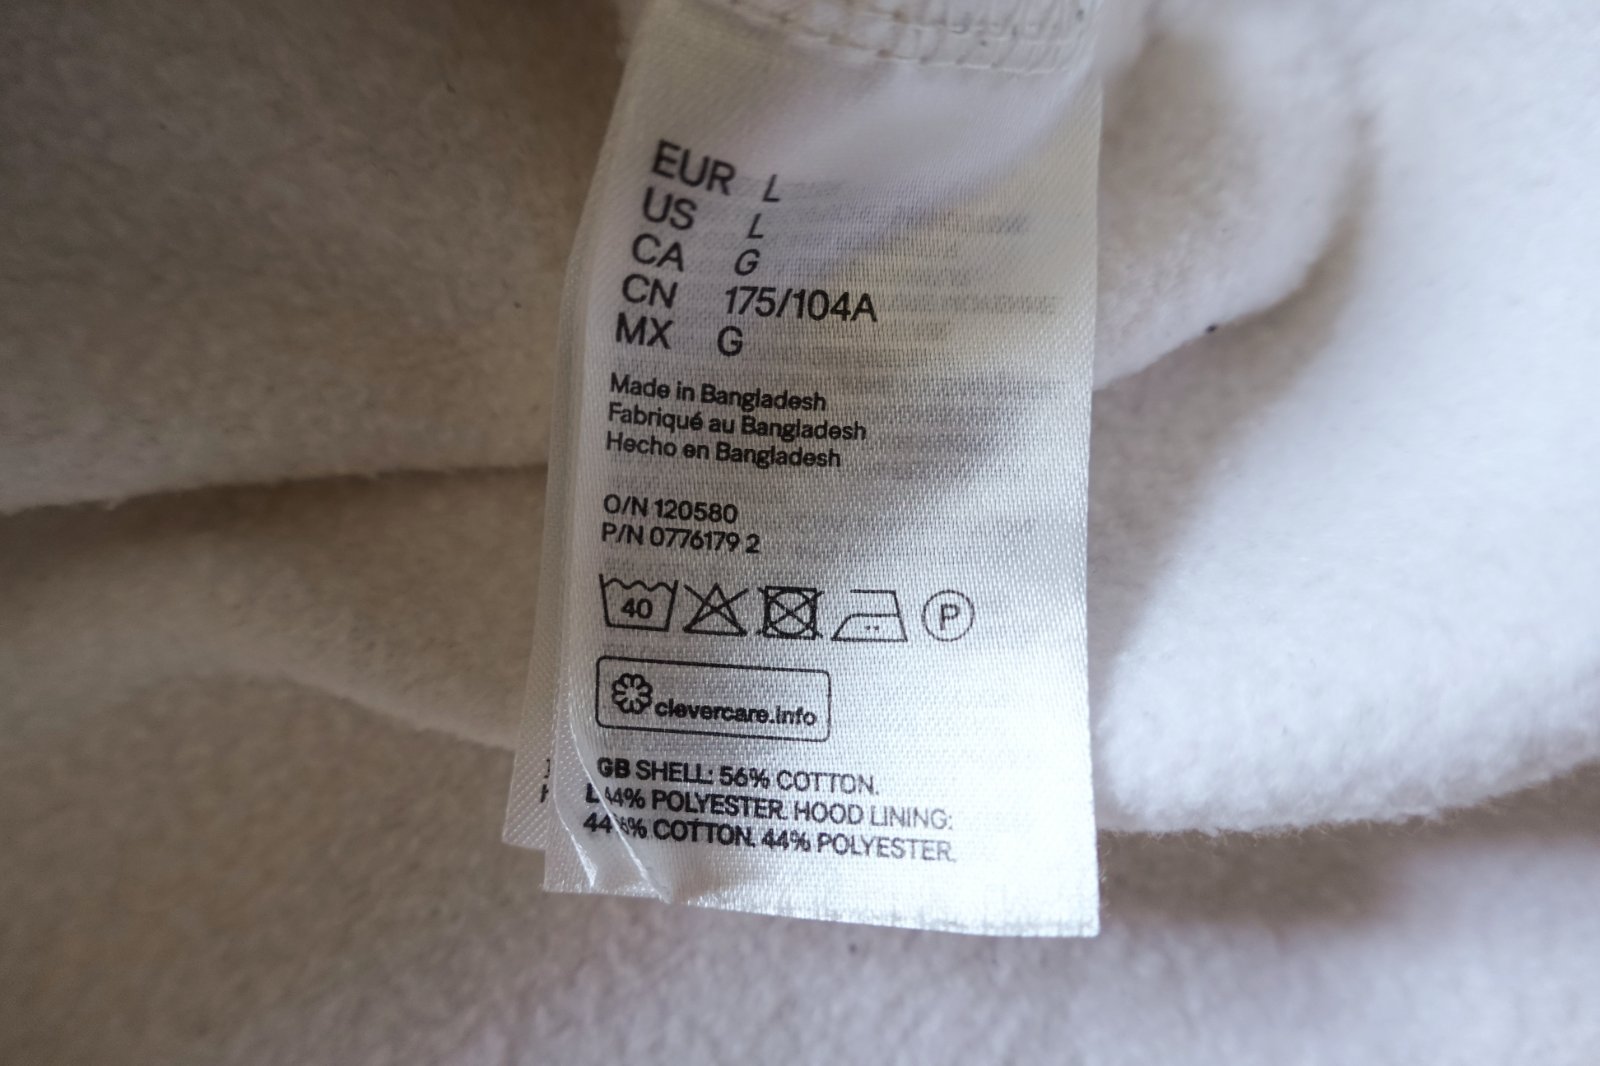 EUR L
US L
CA G
CN 175/104A
MX G
Made in Bangladesh
Fabriqué au Bangladesh
Hecho en Bangladesh
O/N 120580
P/N 0776179 2
40 P
clevercare.info
GB SHELL: 56% COTTON.
44% POLYESTER. HOOD LINING:
% COTTON. 44% POLYESTER.